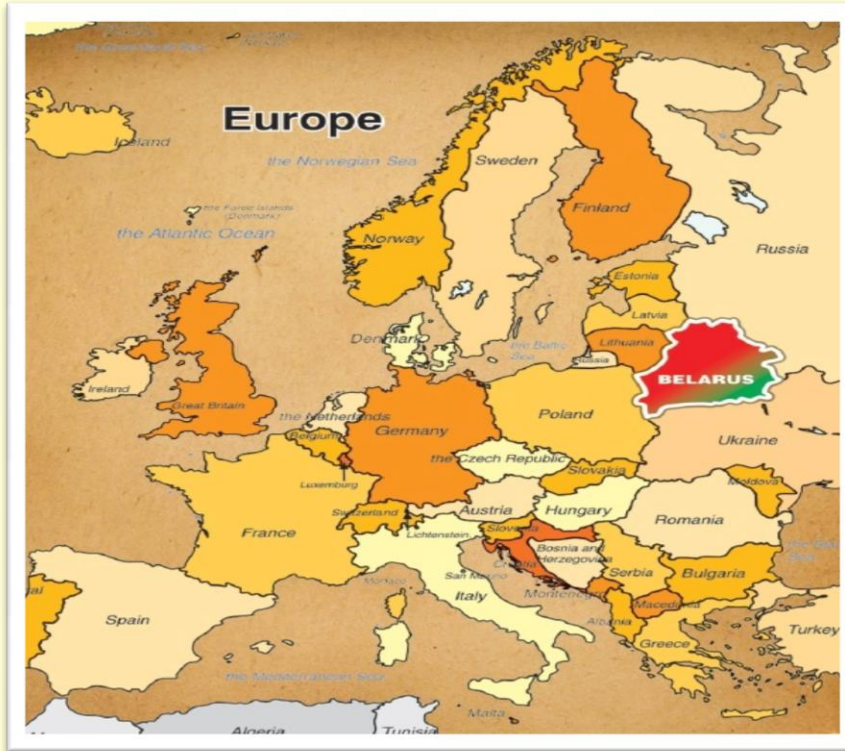 Iceland
Europe
the Norwegian Sea
Sweden
the Faroe Islands
(Denmark)
Finland
the Atlantic Ocean
Norway
Russia
Estonia
Latvia
Denmark
the Baltic
Sea
Lithuania
Russia
BELARUS
Ireland
Great Britain
the Netherlands
Germany
Poland
Belgium
Ukraine
the Czech Republic
Slovakia
Luxemburg
Moldova
Switzerland
Austria
Hungary
France
Lichtenstein
Slovenia
Romania
Croatia
Bosnia and
Herzegovina
San Marino
Serbia
Bulgaria
Monaco
Italy
Montenegro
Macedonia
Spain
Albania
Turkey
Greece
the Mediterranean Sea
Malta
Algeria
Tunisia